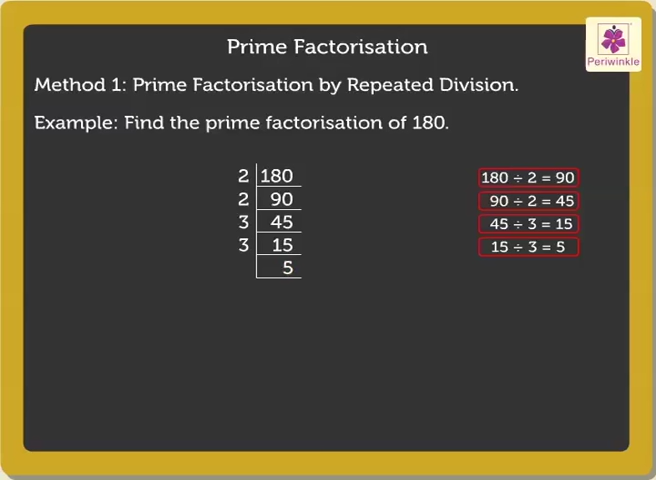 Prime Factorisation
Periwinkle
Method 1: Prime Factorisation by Repeated Division.
Example: Find the prime factorisation of 180.
2 180
2 90
3 45
3 15
5
180 ÷ 2 = 90
90 ÷ 2 = 45
45 ÷ 3 = 15
15 ÷ 3 = 5